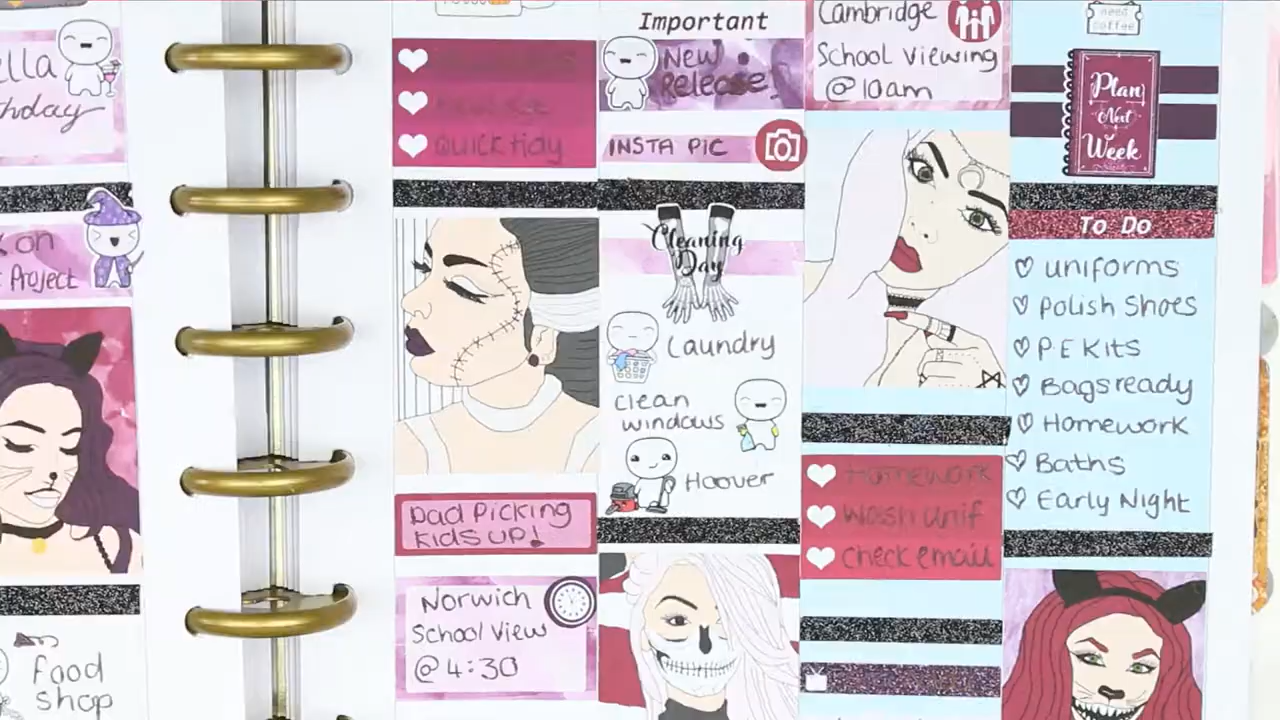 ella
hday
on
Project
Food
shop
Quick tidy
Dad Picking
Kids UP!
Norwich
School View
@ 4:30
Important
New
Release!
INSTA PIC
Cleaning
Day
Laundry
clean
windows
Hoover
Cambridge
School Viewing
@ 10am
Homework
Wash Unif
Check email
need
coffee
Plan
Next
Week
To Do
uniforms
Polish Shoes
PE Kits
Bags ready
Homework
Baths
Early Night